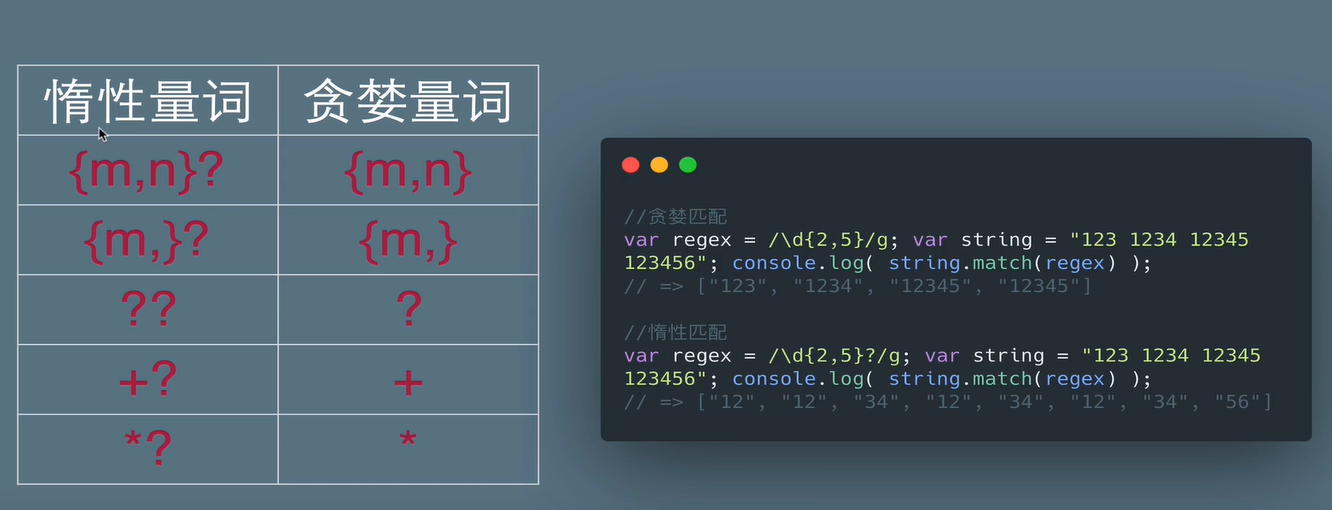 惰性量词 贪婪量词
{m,n}? {m,n}
{m,}? {m,}
?? ?
+? +
*? *
//贪婪匹配
var regex = /\d{2,5}/g; var string = "123 1234 12345
123456"; console.log( string.match(regex) );
// => ["123", "1234", "12345", "12345"]
//惰性匹配
var regex = /\d{2,5}?/g; var string = "123 1234 12345
123456"; console.log( string.match(regex) );
// => ["12", "12", "34", "12", "34", "12", "34", "56"]